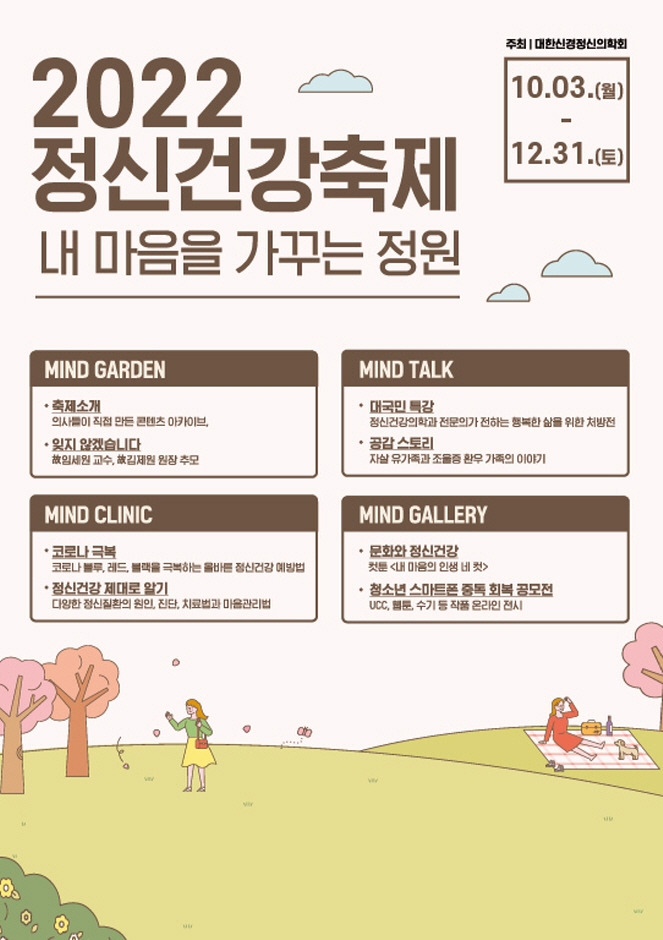 주최 | 대한신경정신의학회
10.03.(월)
-
12.31.(토)
2022
정신건강축제
내 마음을 가꾸는 정원
MIND GARDEN
• 축제소개
의사들이 직접 만든 콘텐츠 아카이브,
• 잊지 않겠습니다
故임세원 교수, 故김제원 원장 추모
MIND TALK
• 대국민 특강
정신건강의학과 전문의가 전하는 행복한 삶을 위한 처방전
• 공감 스토리
자살 유가족과 조울증 환우 가족의 이야기
MIND CLINIC
• 코로나 극복
코로나 블루, 레드, 블랙을 극복하는 올바른 정신건강 예방법
• 정신건강 제대로 알기
다양한 정신질환의 원인, 진단, 치료법과 마음관리법
MIND GALLERY
• 문화와 정신건강
컷툰 <내 마음의 인생 네 컷>
• 청소년 스마트폰 중독 회복 공모전
UCC, 웹툰, 수기 등 작품 온라인 전시